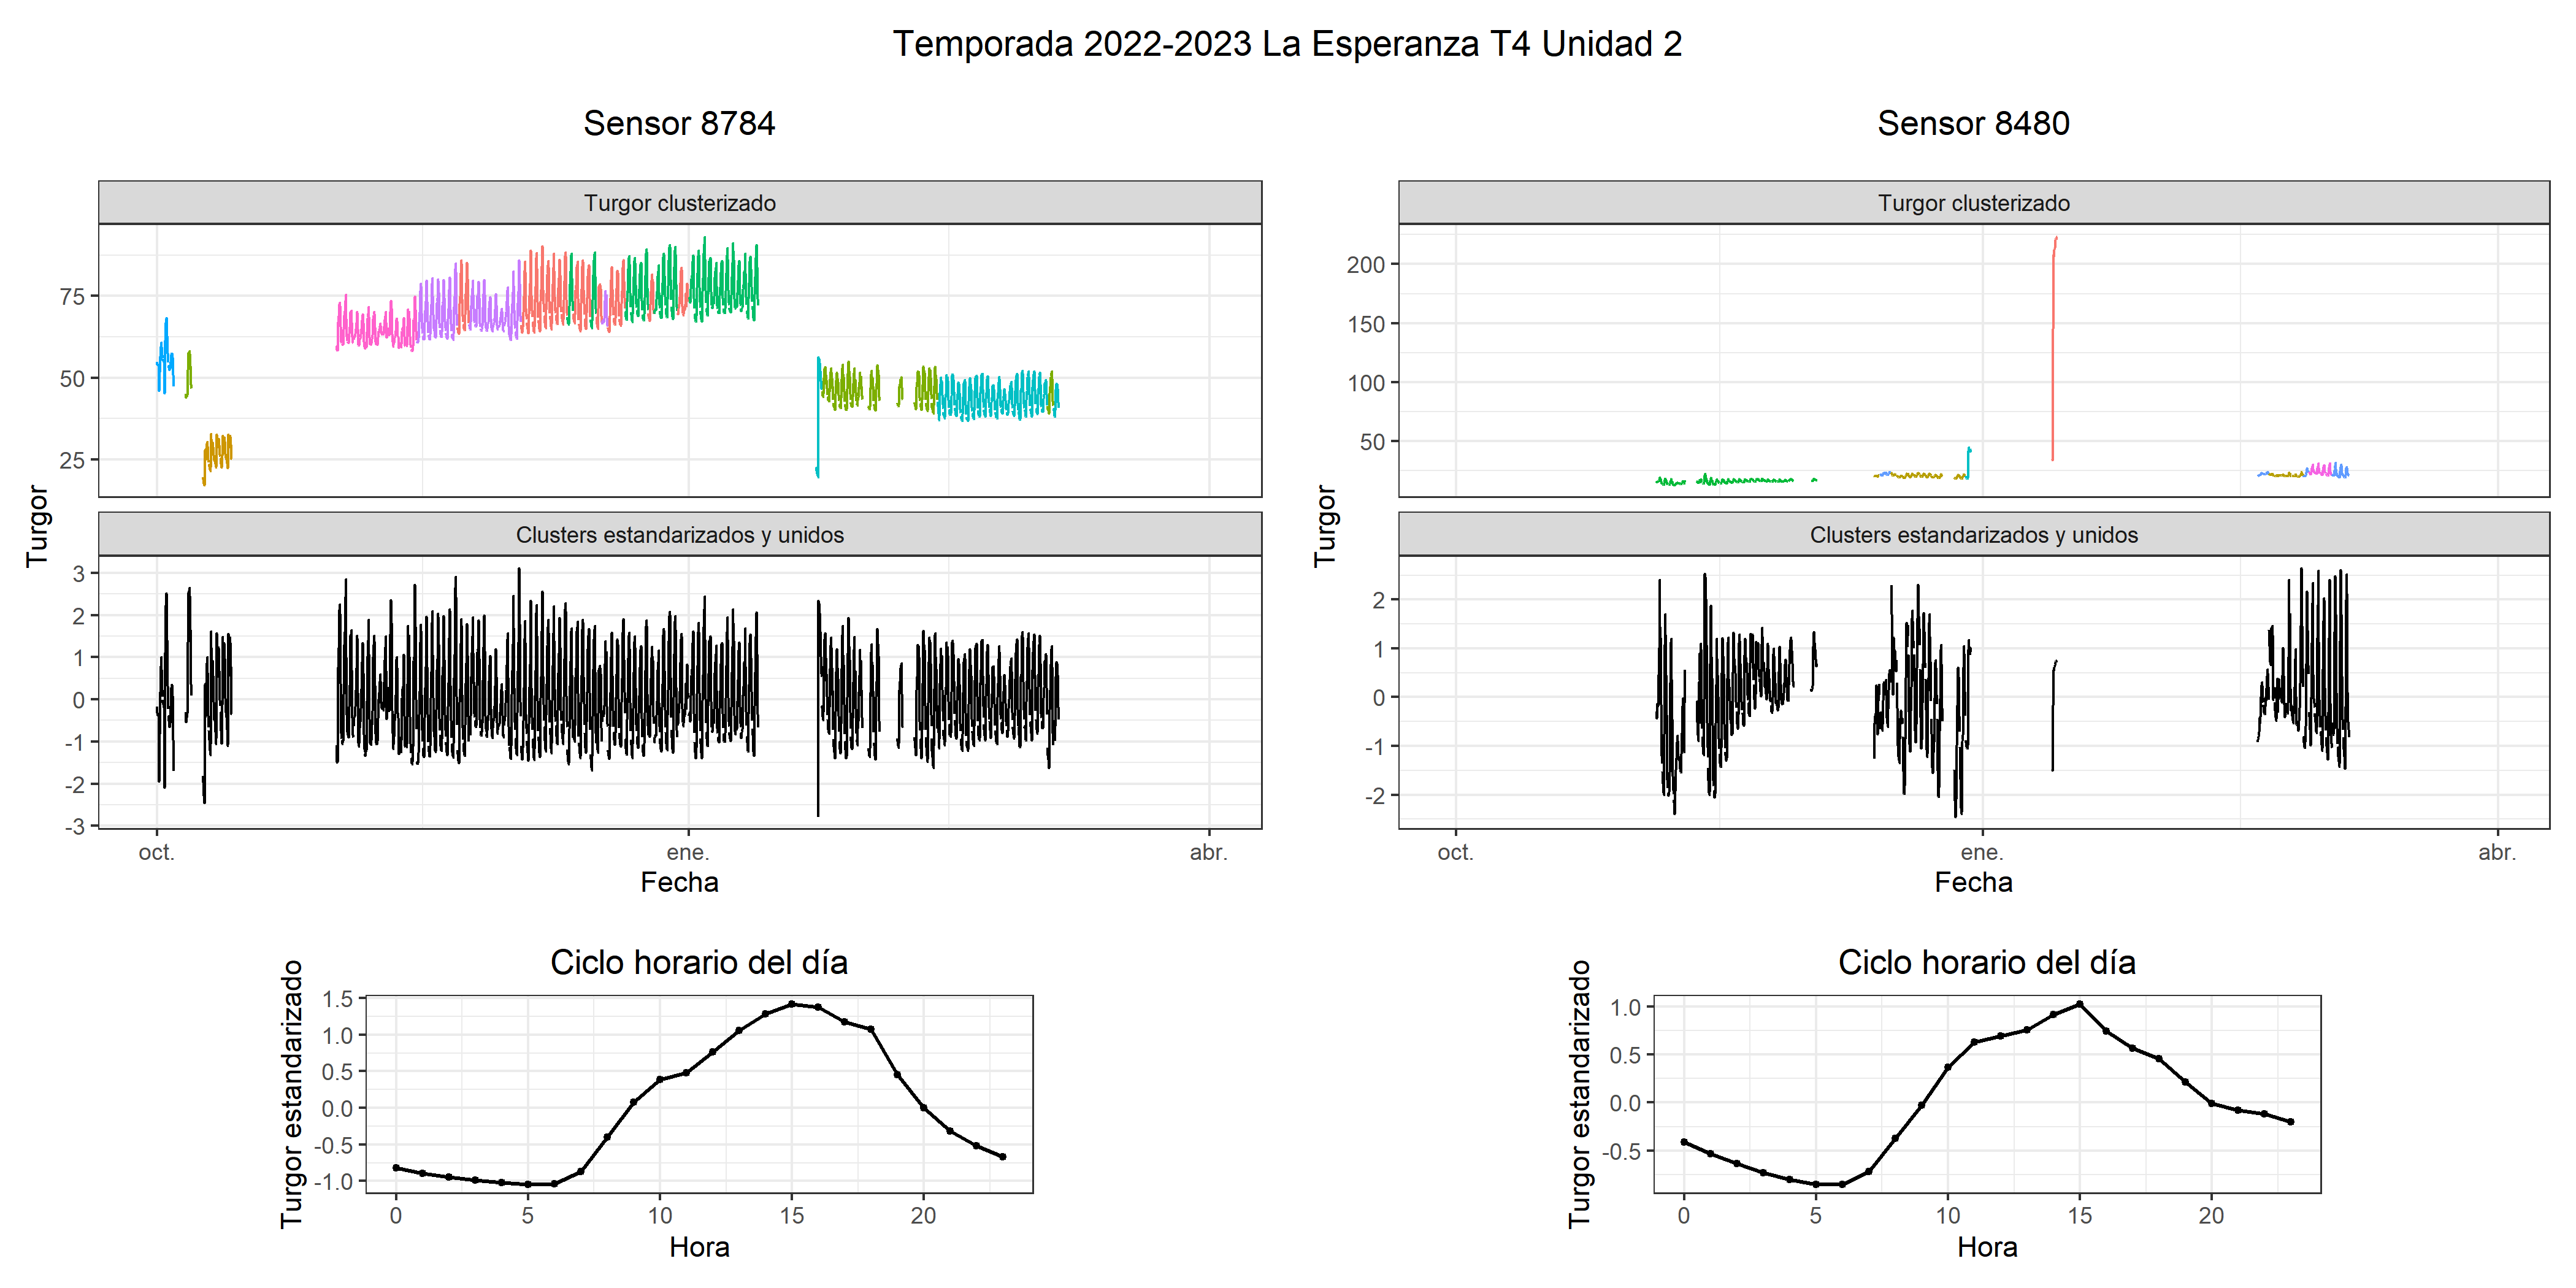 Temporada 2022-2023 La Esperanza T4 Unidad 2
Sensor 8784
Turgor clusterizado
75
50
25
Turgor
Clusters estandarizados y unidos
3
2
1
0
-1
-2
-3
oct. ene. abr.
Fecha
Ciclo horario del día
Turgor estandarizado
1.5
1.0
0.5
0.0
-0.5
-1.0
0 5 10 15 20
Hora
Sensor 8480
Turgor clusterizado
200
150
100
50
Turgor
Clusters estandarizados y unidos
2
1
0
-1
-2
oct. ene. abr.
Fecha
Ciclo horario del día
Turgor estandarizado
1.0
0.5
0.0
-0.5
0 5 10 15 20
Hora